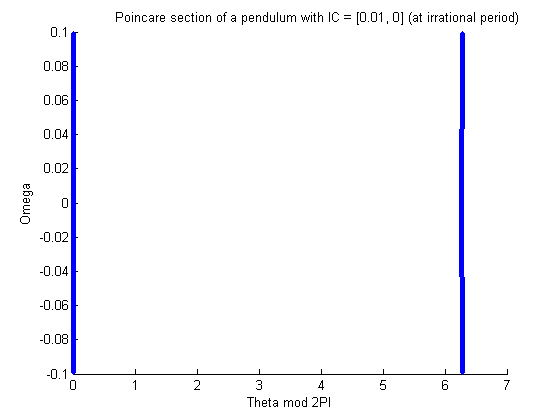 Poincare section of a pendulum with IC = [0.01, 0] (at irrational period)
0.1
0.08
0.06
0.04
0.02
0
-0.02
-0.04
-0.06
-0.08
-0.1
Omega
0 1 2 3 4 5 6 7
Theta mod 2PI